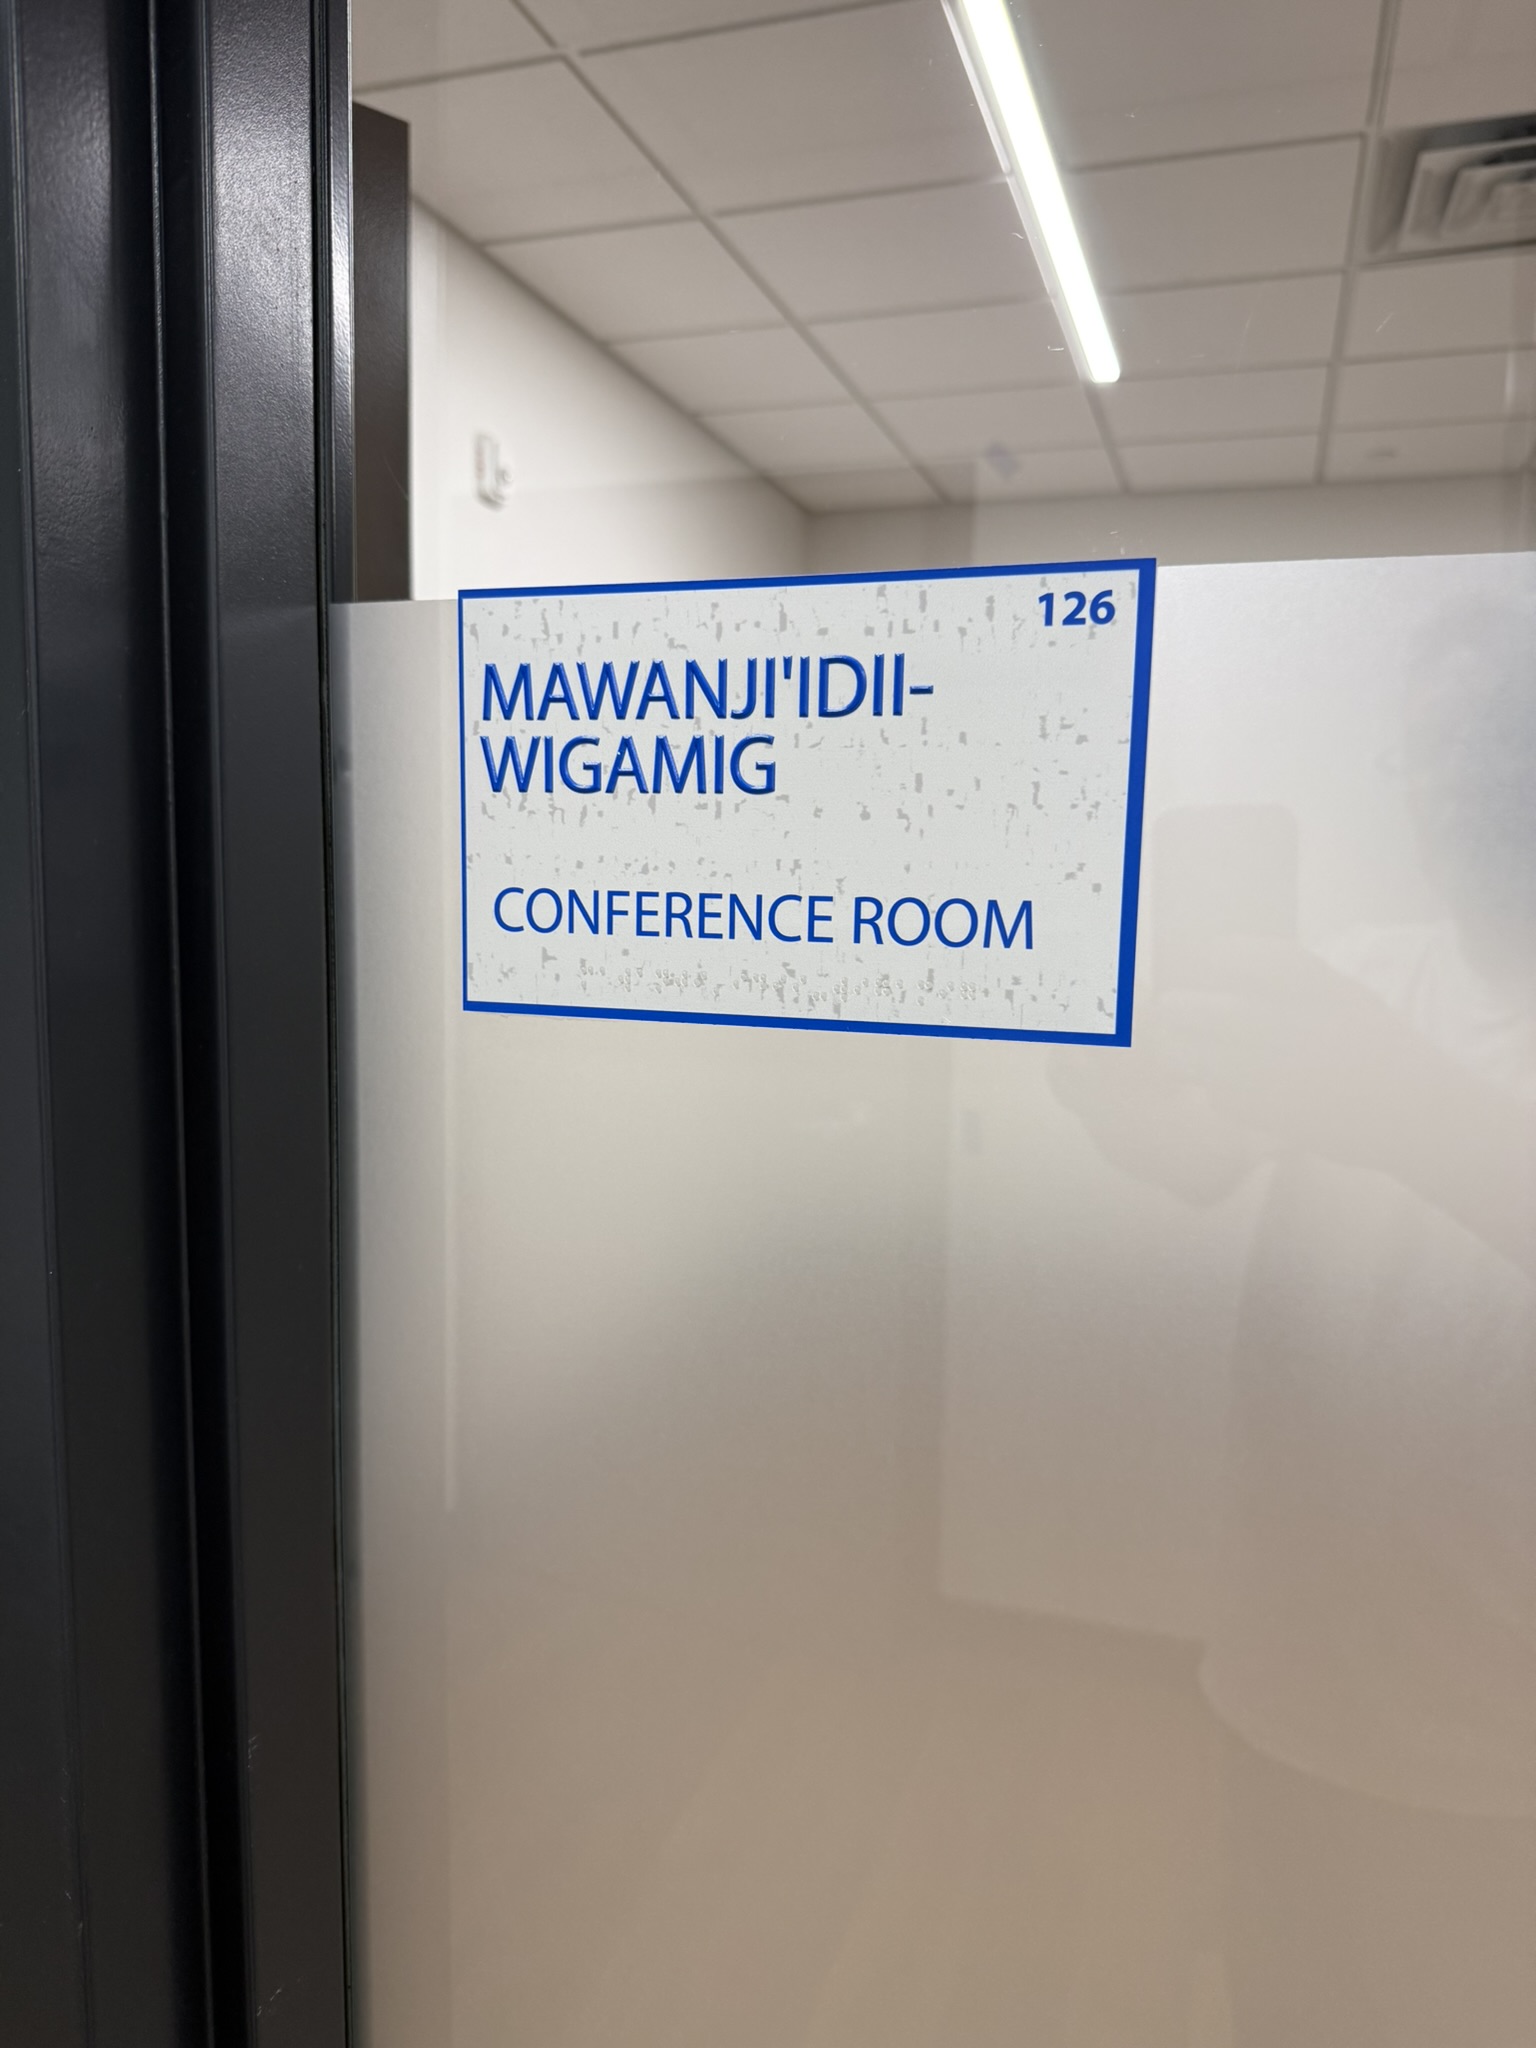 126
MAWANJI'IDII-
WIGAMIG
CONFERENCE ROOM